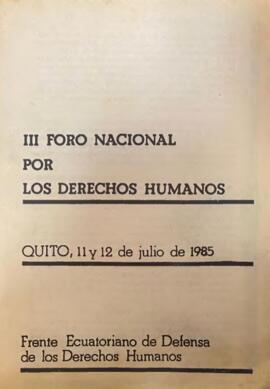 III FORO NACIONAL
POR
LOS DERECHOS HUMANOS
QUITO, 11 y 12 de julio de 1985
Frente Ecuatoriano de Defensa
de los Derechos Humanos